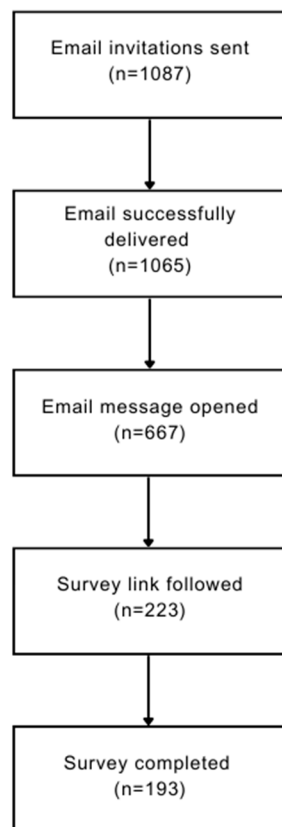 Email invitations sent
(n=1087)
Email successfully
delivered
(n=1065)
Email message opened
(n=667)
Survey link followed
(n=223)
Survey completed
(n=193)